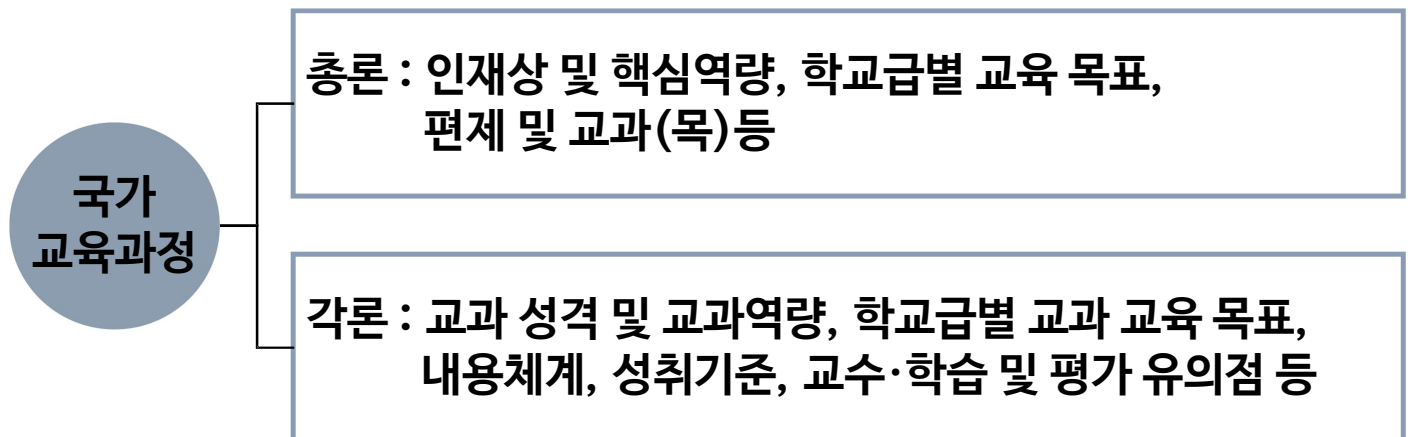 국가
교육과정
총론 : 인재상 및 핵심역량, 학교급별 교육 목표,
편제 및 교과(목)등
각론 : 교과 성격 및 교과역량, 학교급별 교과 교육 목표,
내용체계, 성취기준, 교수·학습 및 평가 유의점 등